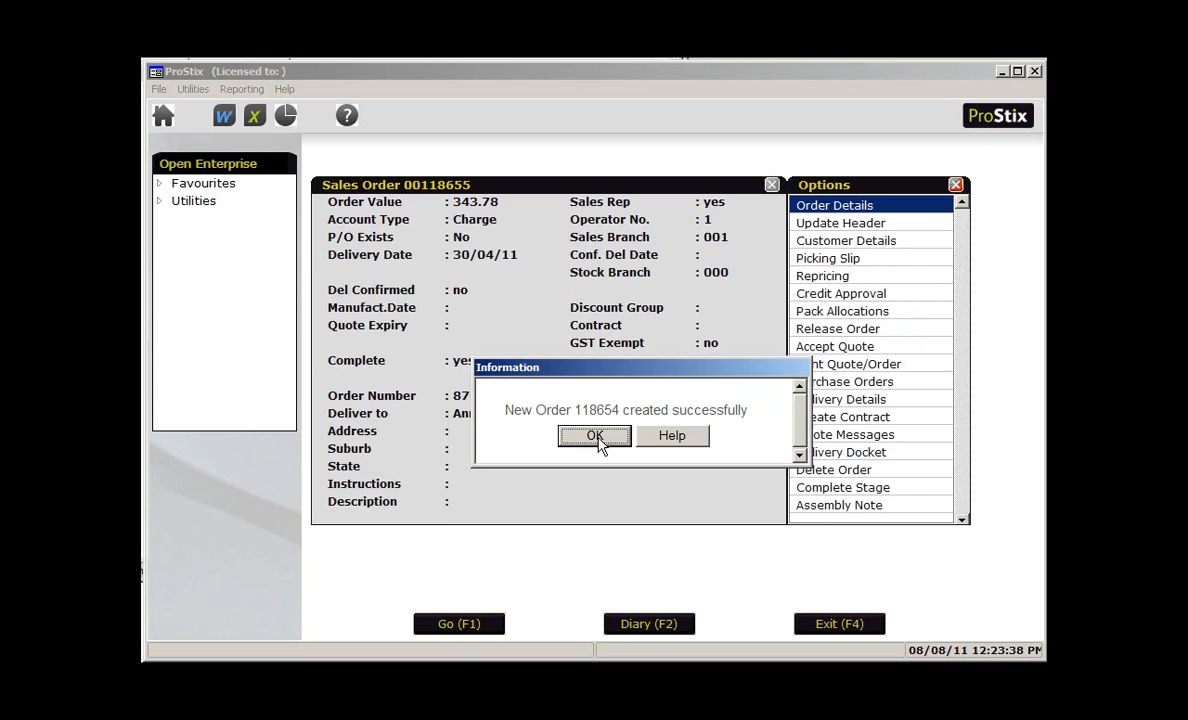 ProStix (Licensed to: )
File Utilities Reporting Help
W X ?
ProStix
Open Enterprise
Favourites
Utilities
Sales Order 00118655
Order Value : 343.78 Sales Rep : yes
Account Type : Charge Operator No. : 1
P/O Exists : No Sales Branch : 001
Delivery Date : 30/04/11 Conf. Del Date :
Stock Branch : 000
Del Confirmed : no
Manufact.Date : Discount Group :
Quote Expiry : Contract :
GST Exempt : no
Complete : yes
Order Number : 87
Deliver to :
Address :
Suburb :
State :
Instructions :
Description :
Options
Order Details
Update Header
Customer Details
Picking Slip
Repricing
Credit Approval
Pack Allocations
Release Order
Accept Quote
nt Quote/Order
rchase Orders
livery Details
eate Contract
ote Messages
livery Docket
Delete Order
Complete Stage
Assembly Note
Information
New Order 118654 created successfully
OK Help
Go (F1) Diary (F2) Exit (F4)
08/08/11 12:23:38 PM